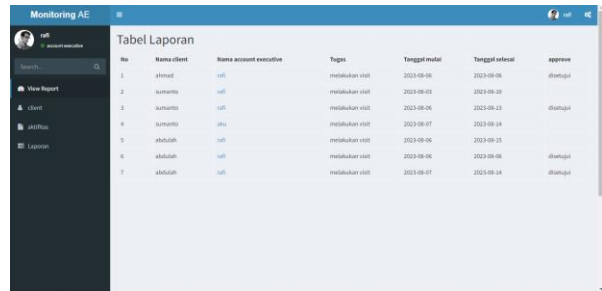 Monitoring AE
rafi
rafi
account executive
Search...
View Report
client
aktifitas
Laporan
Tabel Laporan
No Nama client Nama account executive Tugas Tanggal mulai Tanggal selesai approve
1 ahmad rafi melakukan visit 2023-08-06 2023-08-08 disetujui
2 sumanto rafi melakukan visit 2023-08-03 2023-08-10
3 sumanto rafi melakukan visit 2023-08-06 2023-08-13 disetujui
4 sumanto aku melakukan visit 2023-08-07 2023-08-14
5 abdulah rafi melakukan visit 2023-08-06 2023-08-15
6 abdulah rafi melakukan visit 2023-08-06 2023-08-06 disetujui
7 abdulah rafi melakukan visit 2023-08-07 2023-08-14 disetujui